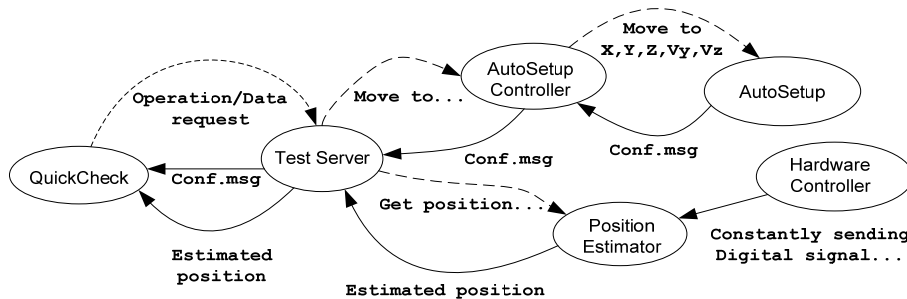 Move to
X,Y,Z,Vy,Vz
AutoSetup
Controller
AutoSetup
Operation/Data
request
Move to...
Conf.msg
Conf.msg
Test Server
QuickCheck
Conf.msg
Hardware
Controller
Get position...
Position
Estimator
Constantly sending
Digital signal...
Estimated
position
Estimated position